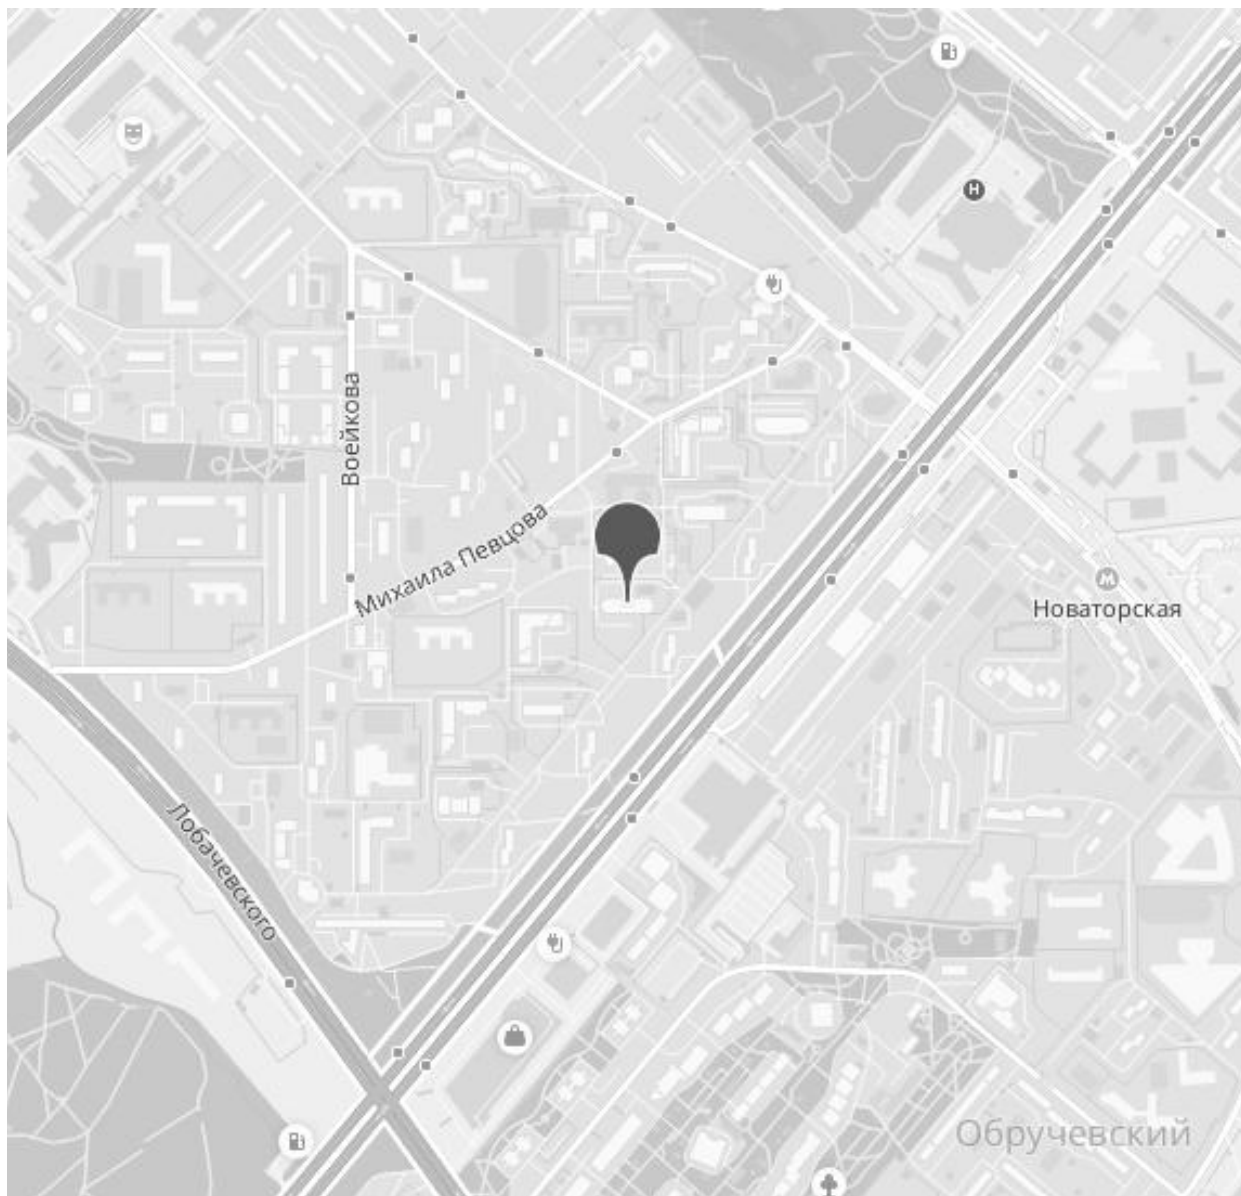 H
Воейкова
Михаила Певцова
Новаторская
Лобачевского
Обручевский